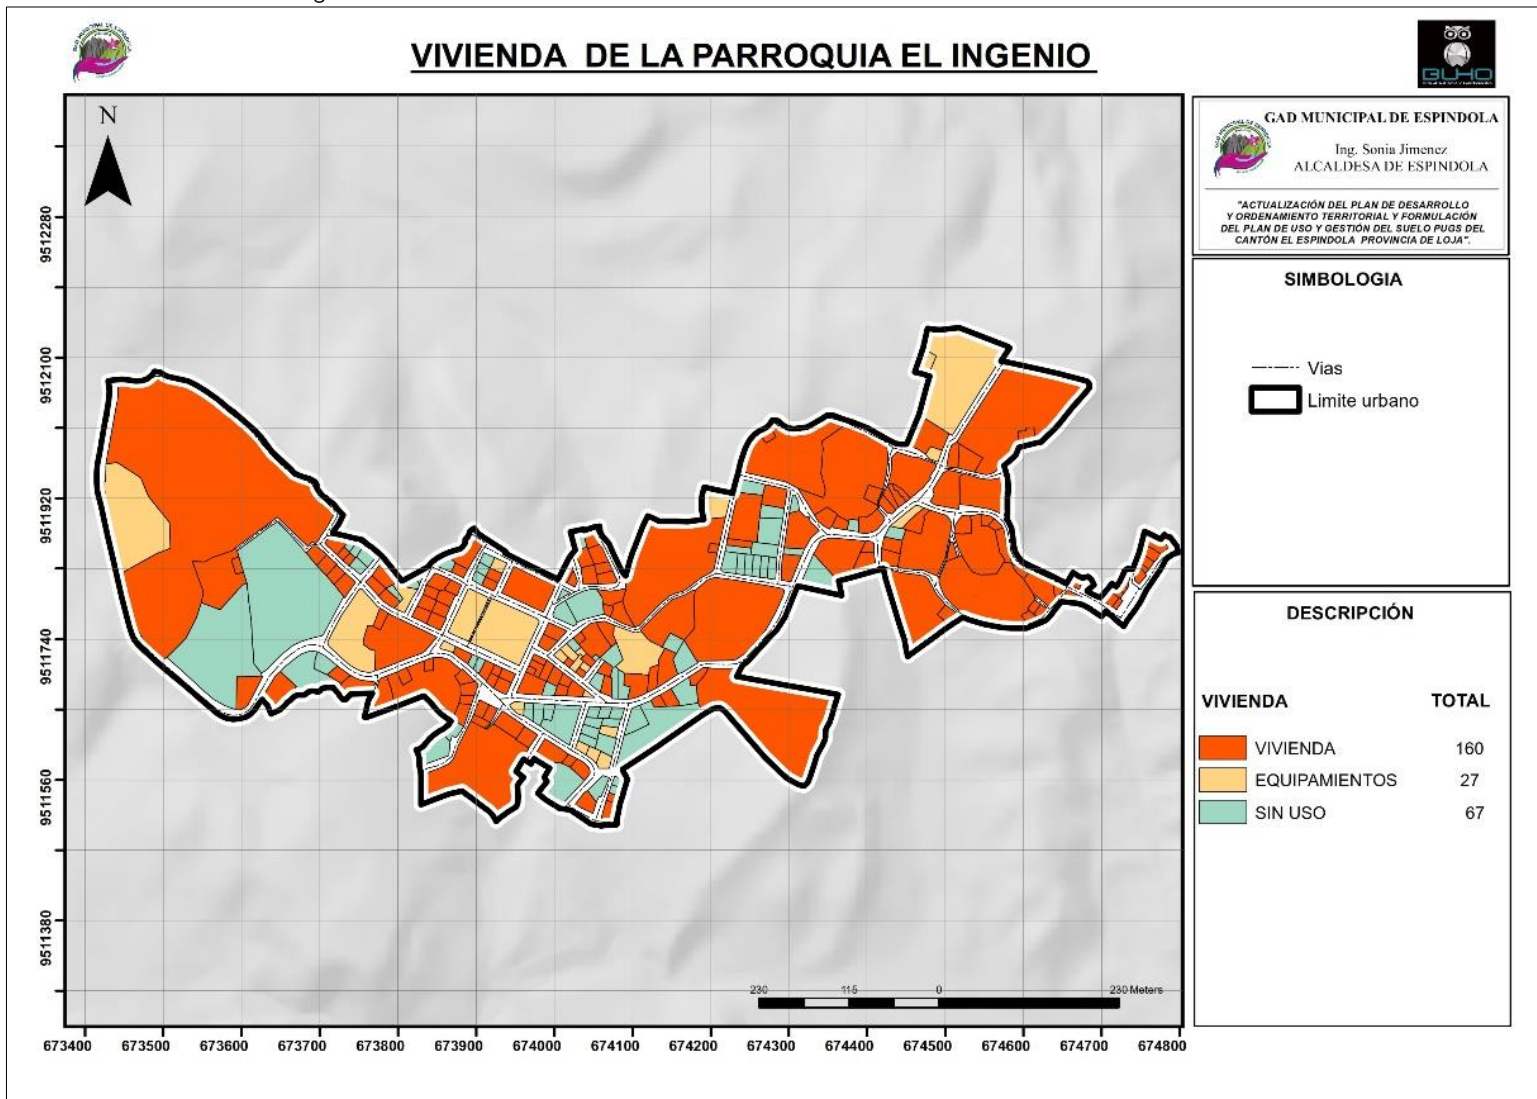 VIVIENDA DE LA PARROQUIA EL INGENIO
BUHO
GAD MUNICIPAL DE ESPINDOLA
Ing. Sonia Jimenez
ALCALDESA DE ESPINDOLA
"ACTUALIZACIÓN DEL PLAN DE DESARROLLO
Y ORDENAMIENTO TERRITORIAL Y FORMULACIÓN
DEL PLAN DE USO Y GESTIÓN DEL SUELO PUGS DEL
CANTÓN EL ESPINDOLA PROVINCIA DE LOJA".
N
9512280
9512100
9511920
9511740
9511560
9511380
230 115 0 230 Meters
673400 673500 673600 673700 673800 673900 674000 674100 674200 674300 674400 674500 674600 674700 674800
SIMBOLOGIA
Vias
Limite urbano
DESCRIPCIÓN
VIVIENDA TOTAL
VIVIENDA 160
EQUIPAMIENTOS 27
SIN USO 67